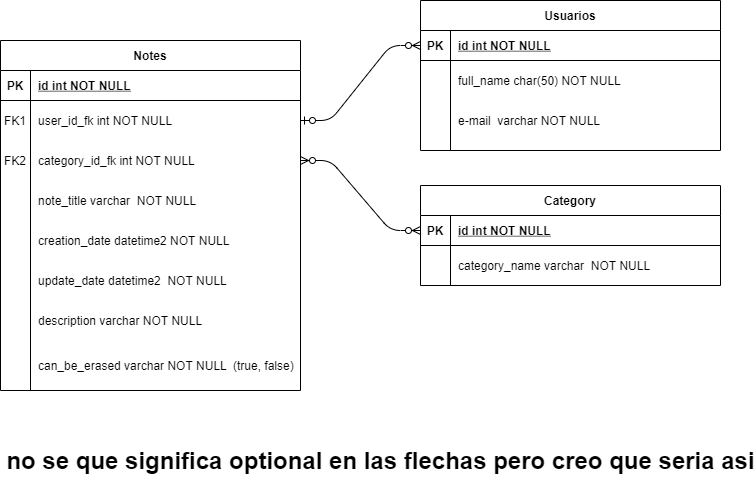 Notes
PK id int NOT NULL
FK1 user_id_fk int NOT NULL
FK2 category_id_fk int NOT NULL
note_title varchar  NOT NULL
creation_date datetime2 NOT NULL
update_date datetime2  NOT NULL
description varchar NOT NULL
can_be_erased varchar NOT NULL  (true, false)
Usuarios
PK id int NOT NULL
full_name char(50) NOT NULL
e-mail  varchar NOT NULL
Category
PK id int NOT NULL
category_name varchar  NOT NULL
no se que significa optional en las flechas pero creo que seria asi